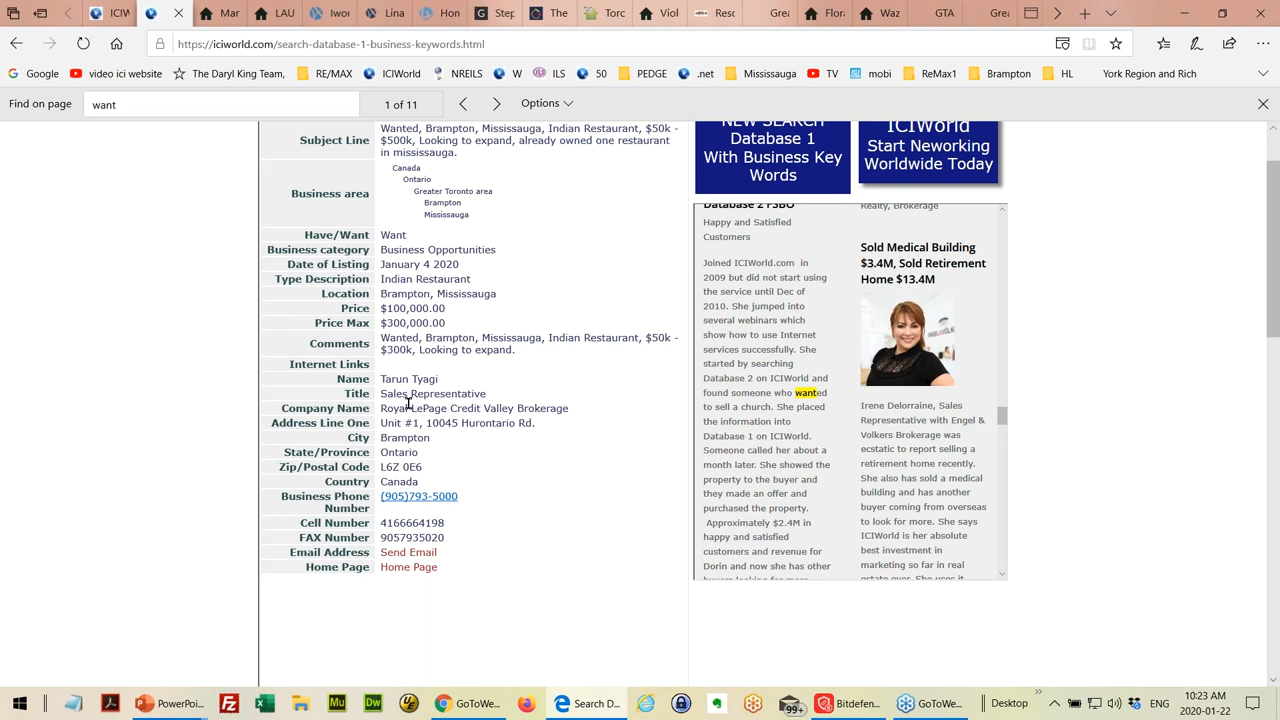 https://iciworld.com/search-database-1-business-keywords.html
Google video ici website The Daryl King Team, RE/MAX ICIWorld NREILS W ILS 50 PEDGE .net Mississauga TV mobi ReMax1 Brampton HL York Region and Rich
Find on page want 1 of 11 Options
Subject Line Wanted, Brampton, Mississauga, Indian Restaurant, $50k -
$500k, Looking to expand, already owned one restaurant
in mississauga.
Business area Canada
Ontario
Greater Toronto area
Brampton
Mississauga
Have/Want Want
Business category Business Opportunities
Date of Listing January 4 2020
Type Description Indian Restaurant
Location Brampton, Mississauga
Price $100,000.00
Price Max $300,000.00
Comments Wanted, Brampton, Mississauga, Indian Restaurant, $50k -
$300k, Looking to expand.
Internet Links
Name Tarun Tyagi
Title Sales Representative
Company Name Royal LePage Credit Valley Brokerage
Address Line One Unit #1, 10045 Hurontario Rd.
City Brampton
State/Province Ontario
Zip/Postal Code L6Z 0E6
Country Canada
Business Phone (905)793-5000
Number
Cell Number 4166664198
FAX Number 9057935020
Email Address Send Email
Home Page Home Page
NEW SEARCH
Database 1
With Business Key
Words
ICIWorld
Start Neworking
Worldwide Today
Database 2 FSBO
Happy and Satisfied
Customers
Joined ICIWorld.com in
2009 but did not start using
the service until Dec of
2010. She jumped into
several webinars which
show how to use Internet
services successfully. She
started by searching
Database 2 on ICIWorld and
found someone who wanted
to sell a church. She placed
the information into
Database 1 on ICIWorld.
Someone called her about a
month later. She showed the
property to the buyer and
they made an offer and
purchased the property.
Approximately $2.4M in
happy and satisfied
customers and revenue for
Dorin and now she has other
buyers looking for more
Realty, Brokerage
Sold Medical Building
$3.4M, Sold Retirement
Home $13.4M
Irene Delorraine, Sales
Representative with Engel &
Volkers Brokerage was
ecstatic to report selling a
retirement home recently.
She also has sold a medical
building and has another
buyer coming from overseas
to look for more. She says
ICIWorld is her absolute
best investment in
marketing so far in real
estate ever. She uses it
PowerPoi... Mu Dw GoToWe... Search D... 99+ Bitdefen... GoToWe... Desktop ENG 10:23 AM
2020-01-22